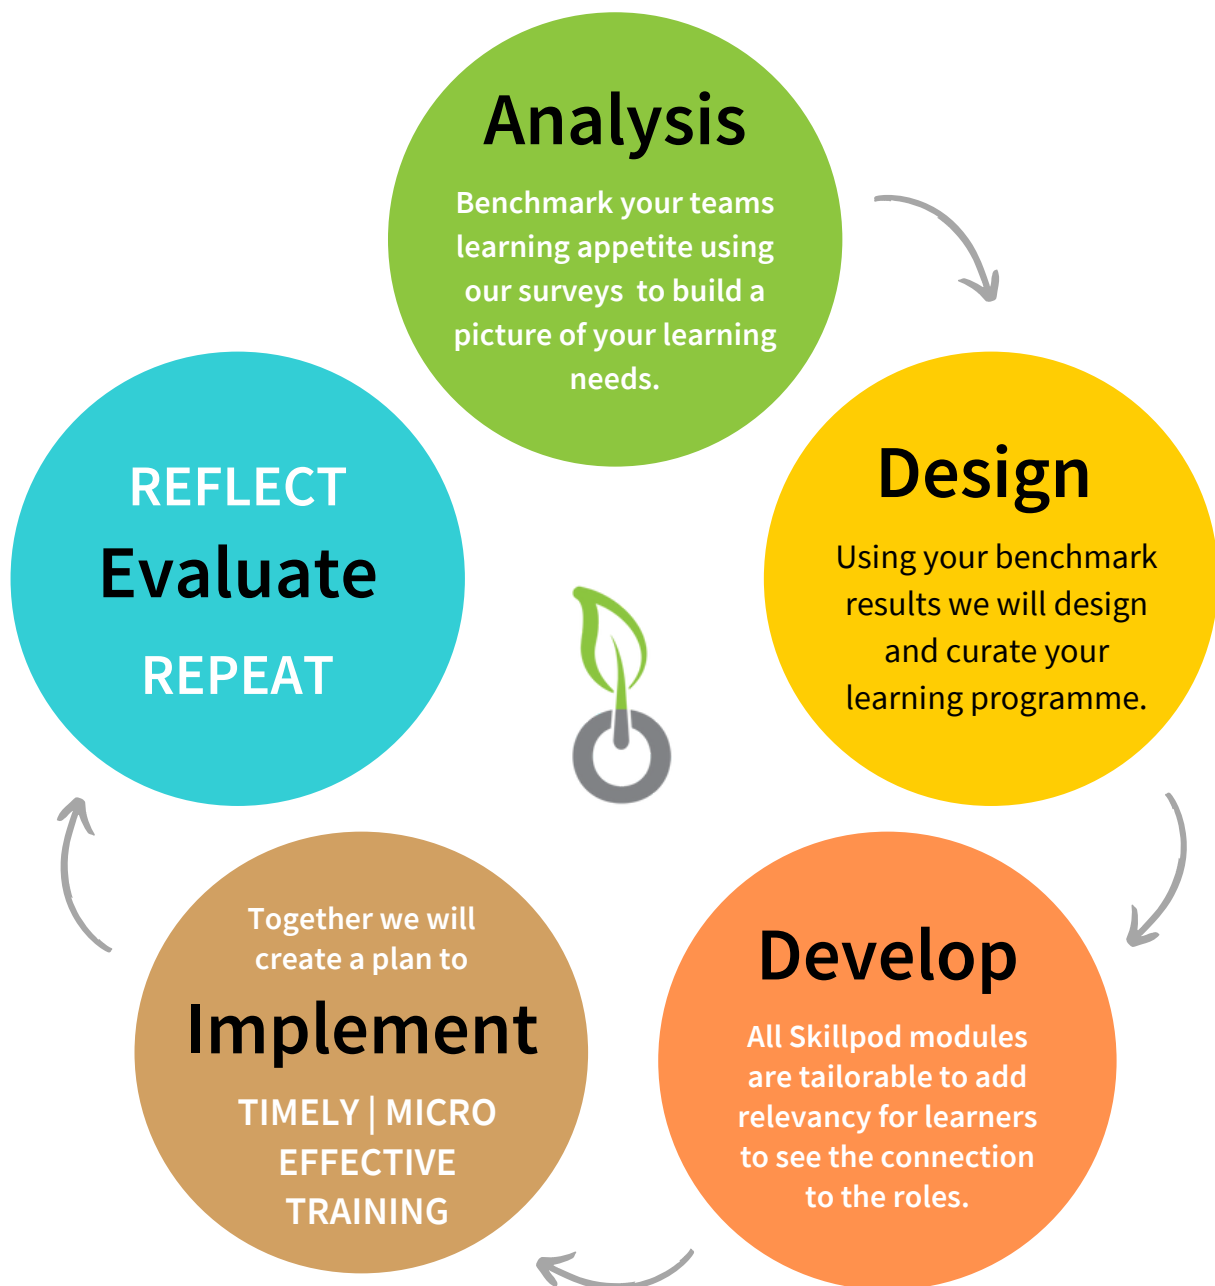 Analysis
Benchmark your teams
learning appetite using
our surveys  to build a
picture of your learning
needs.
Design
Using your benchmark
results we will design
and curate your
learning programme.
Develop
All Skillpod modules
are tailorable to add
relevancy for learners
to see the connection
to the roles.
Together we will
create a plan to
Implement
TIMELY | MICRO
EFFECTIVE
TRAINING
REFLECT
Evaluate
REPEAT